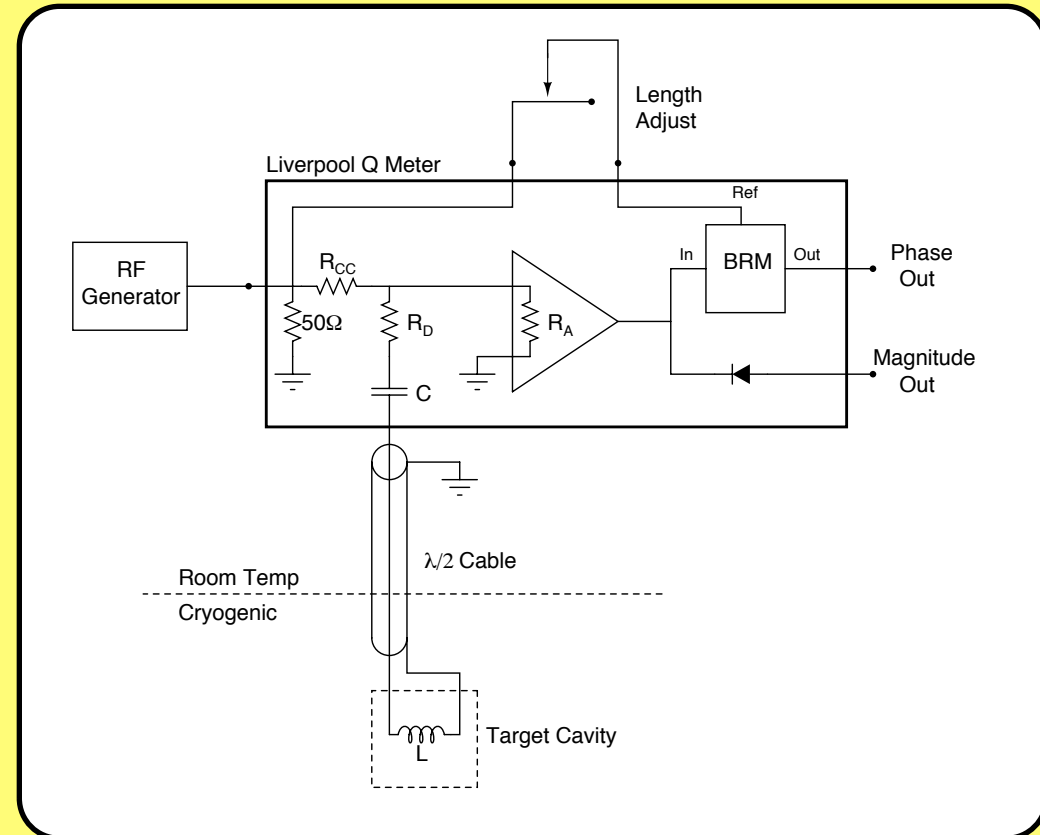 Length
Adjust
Liverpool Q Meter
Ref
RF
Generator
R_CC
In
BRM
Out
Phase
Out
50Ω
R_D
R_A
Magnitude
Out
C
λ/2 Cable
Room Temp
Cryogenic
Target Cavity
L